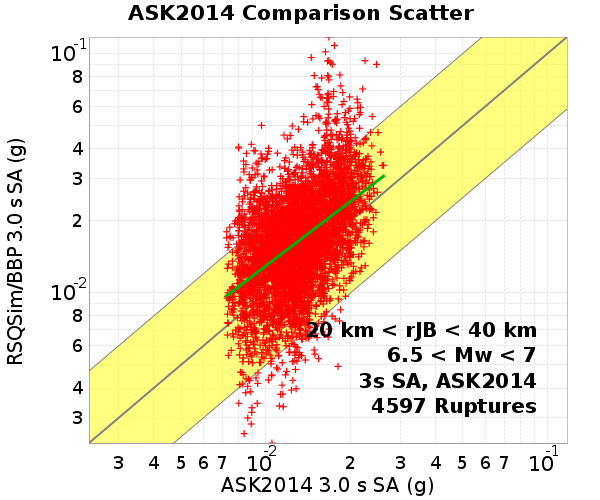 ASK2014 Comparison Scatter
RSQSim/BBP 3.0 s SA (g)
10^-1
8
6
4
3
2
10^-2
8
6
4
3
20 km < rJB < 40 km
6.5 < Mw < 7
3s SA, ASK2014
4597 Ruptures
3 4 5 6 7 10^-2 2 3 4 5 6 7 10^-1
ASK2014 3.0 s SA (g)